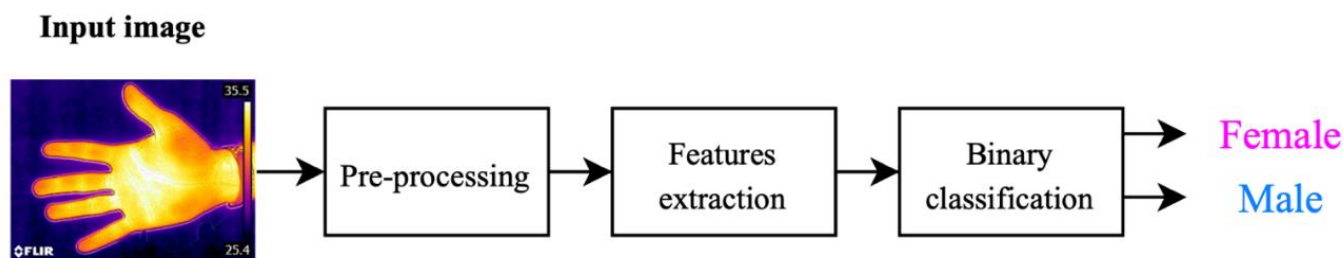 Input image
35.5
25.4
FLIR
Pre-processing
Features
extraction
Binary
classification
Female
Male